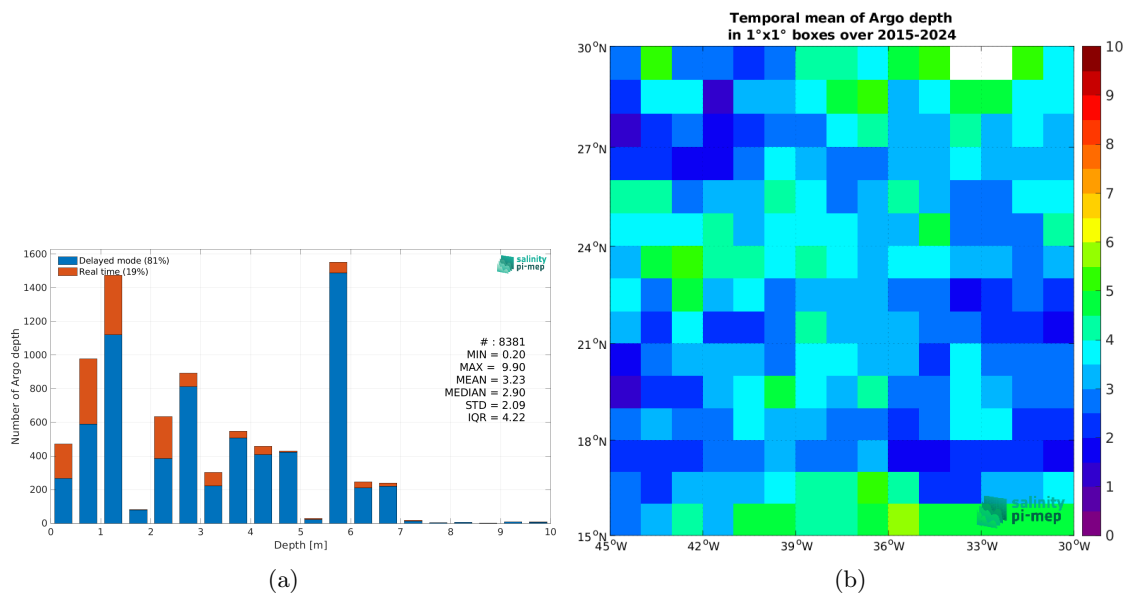 1600
1400
1200
1000
800
600
400
200
0
Number of Argo depth
Delayed mode (81%)
Real time (19%)
salinity
pi-mep
# : 8381
MIN = 0.20
MAX = 9.90
MEAN = 3.23
MEDIAN = 2.90
STD = 2.09
IQR = 4.22
0 1 2 3 4 5 6 7 8 9 10
Depth [m]
(a)
Temporal mean of Argo depth
in 1°x1° boxes over 2015-2024
30°N
27°N
24°N
21°N
18°N
15°N
45°W 42°W 39°W 36°W 33°W 30°W
salinity
pi-mep
10
9
8
7
6
5
4
3
2
1
0
(b)